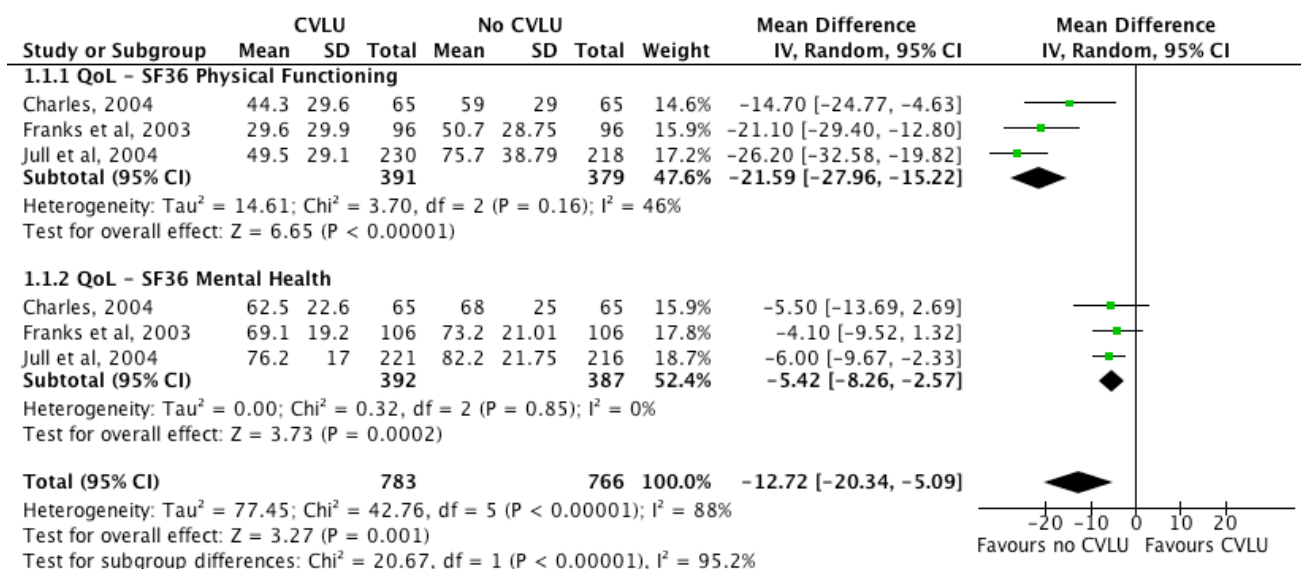 CVLU No CVLU Mean Difference Mean Difference
Study or Subgroup Mean SD Total Mean SD Total Weight IV, Random, 95% CI IV, Random, 95% CI
1.1.1 QoL – SF36 Physical Functioning
Charles, 2004 44.3 29.6 65 59 29 65 14.6% −14.70 [−24.77, −4.63]
Franks et al, 2003 29.6 29.9 96 50.7 28.75 96 15.9% −21.10 [−29.40, −12.80]
Jull et al, 2004 49.5 29.1 230 75.7 38.79 218 17.2% −26.20 [−32.58, −19.82]
Subtotal (95% CI) 391 379 47.6% −21.59 [−27.96, −15.22]
Heterogeneity: Tau² = 14.61; Chi² = 3.70, df = 2 (P = 0.16); I² = 46%
Test for overall effect: Z = 6.65 (P < 0.00001)
1.1.2 QoL – SF36 Mental Health
Charles, 2004 62.5 22.6 65 68 25 65 15.9% −5.50 [−13.69, 2.69]
Franks et al, 2003 69.1 19.2 106 73.2 21.01 106 17.8% −4.10 [−9.52, 1.32]
Jull et al, 2004 76.2 17 221 82.2 21.75 216 18.7% −6.00 [−9.67, −2.33]
Subtotal (95% CI) 392 387 52.4% −5.42 [−8.26, −2.57]
Heterogeneity: Tau² = 0.00; Chi² = 0.32, df = 2 (P = 0.85); I² = 0%
Test for overall effect: Z = 3.73 (P = 0.0002)
Total (95% CI) 783 766 100.0% −12.72 [−20.34, −5.09]
Heterogeneity: Tau² = 77.45; Chi² = 42.76, df = 5 (P < 0.00001); I² = 88%
Test for overall effect: Z = 3.27 (P = 0.001)
Test for subgroup differences: Chi² = 20.67, df = 1 (P < 0.00001), I² = 95.2%
−20 −10 0 10 20
Favours no CVLU Favours CVLU